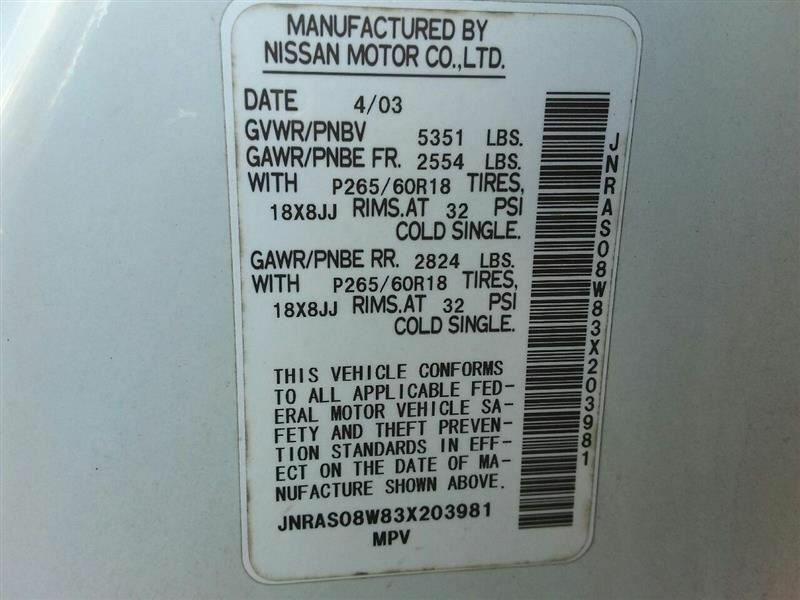 MANUFACTURED BY
NISSAN MOTOR CO.,LTD.
DATE 4/03
GVWR/PNBV 5351 LBS.
GAWR/PNBE FR. 2554 LBS.
WITH P265/60R18 TIRES,
18X8JJ RIMS.AT 32 PSI
COLD SINGLE.
GAWR/PNBE RR. 2824 LBS.
WITH P265/60R18 TIRES,
18X8JJ RIMS.AT 32 PSI
COLD SINGLE.
THIS VEHICLE CONFORMS
TO ALL APPLICABLE FED-
ERAL MOTOR VEHICLE SA-
FETY AND THEFT PREVEN-
TION STANDARDS IN EFF-
ECT ON THE DATE OF MA-
NUFACTURE SHOWN ABOVE.
JNRAS08W83X203981
MPV
JNRAS08W83X203981